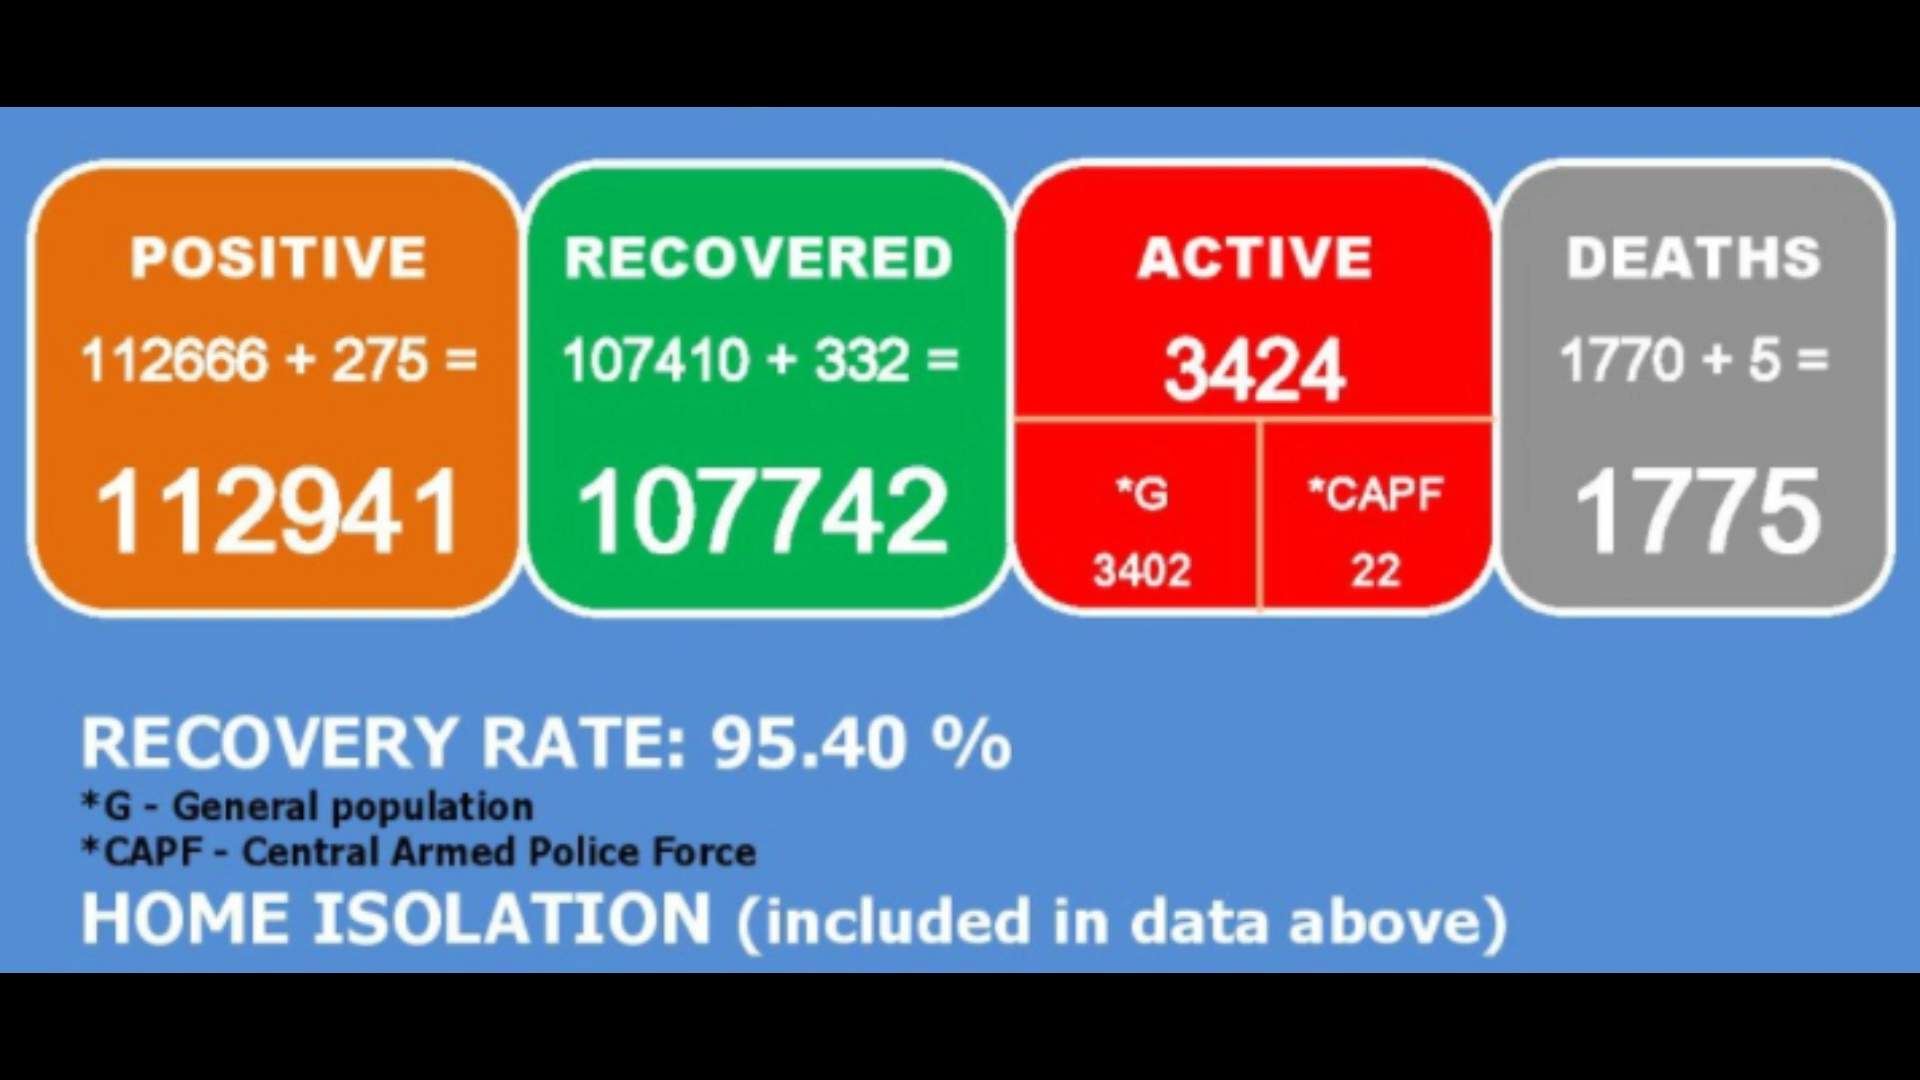 POSITIVE
112666 + 275 =
112941
RECOVERED
107410 + 332 =
107742
ACTIVE
3424
*G
3402
*CAPF
22
DEATHS
1770 + 5 =
1775
RECOVERY RATE: 95.40 %
*G - General population
*CAPF - Central Armed Police Force
HOME ISOLATION (included in data above)